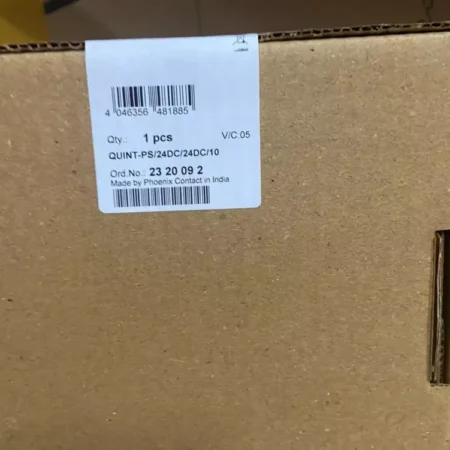 4 046356 481885
Qty.: 1 pcs V/C.05
QUINT-PS/24DC/24DC/10
Ord.No.: 23 20 09 2
Made by Phoenix Contact in India